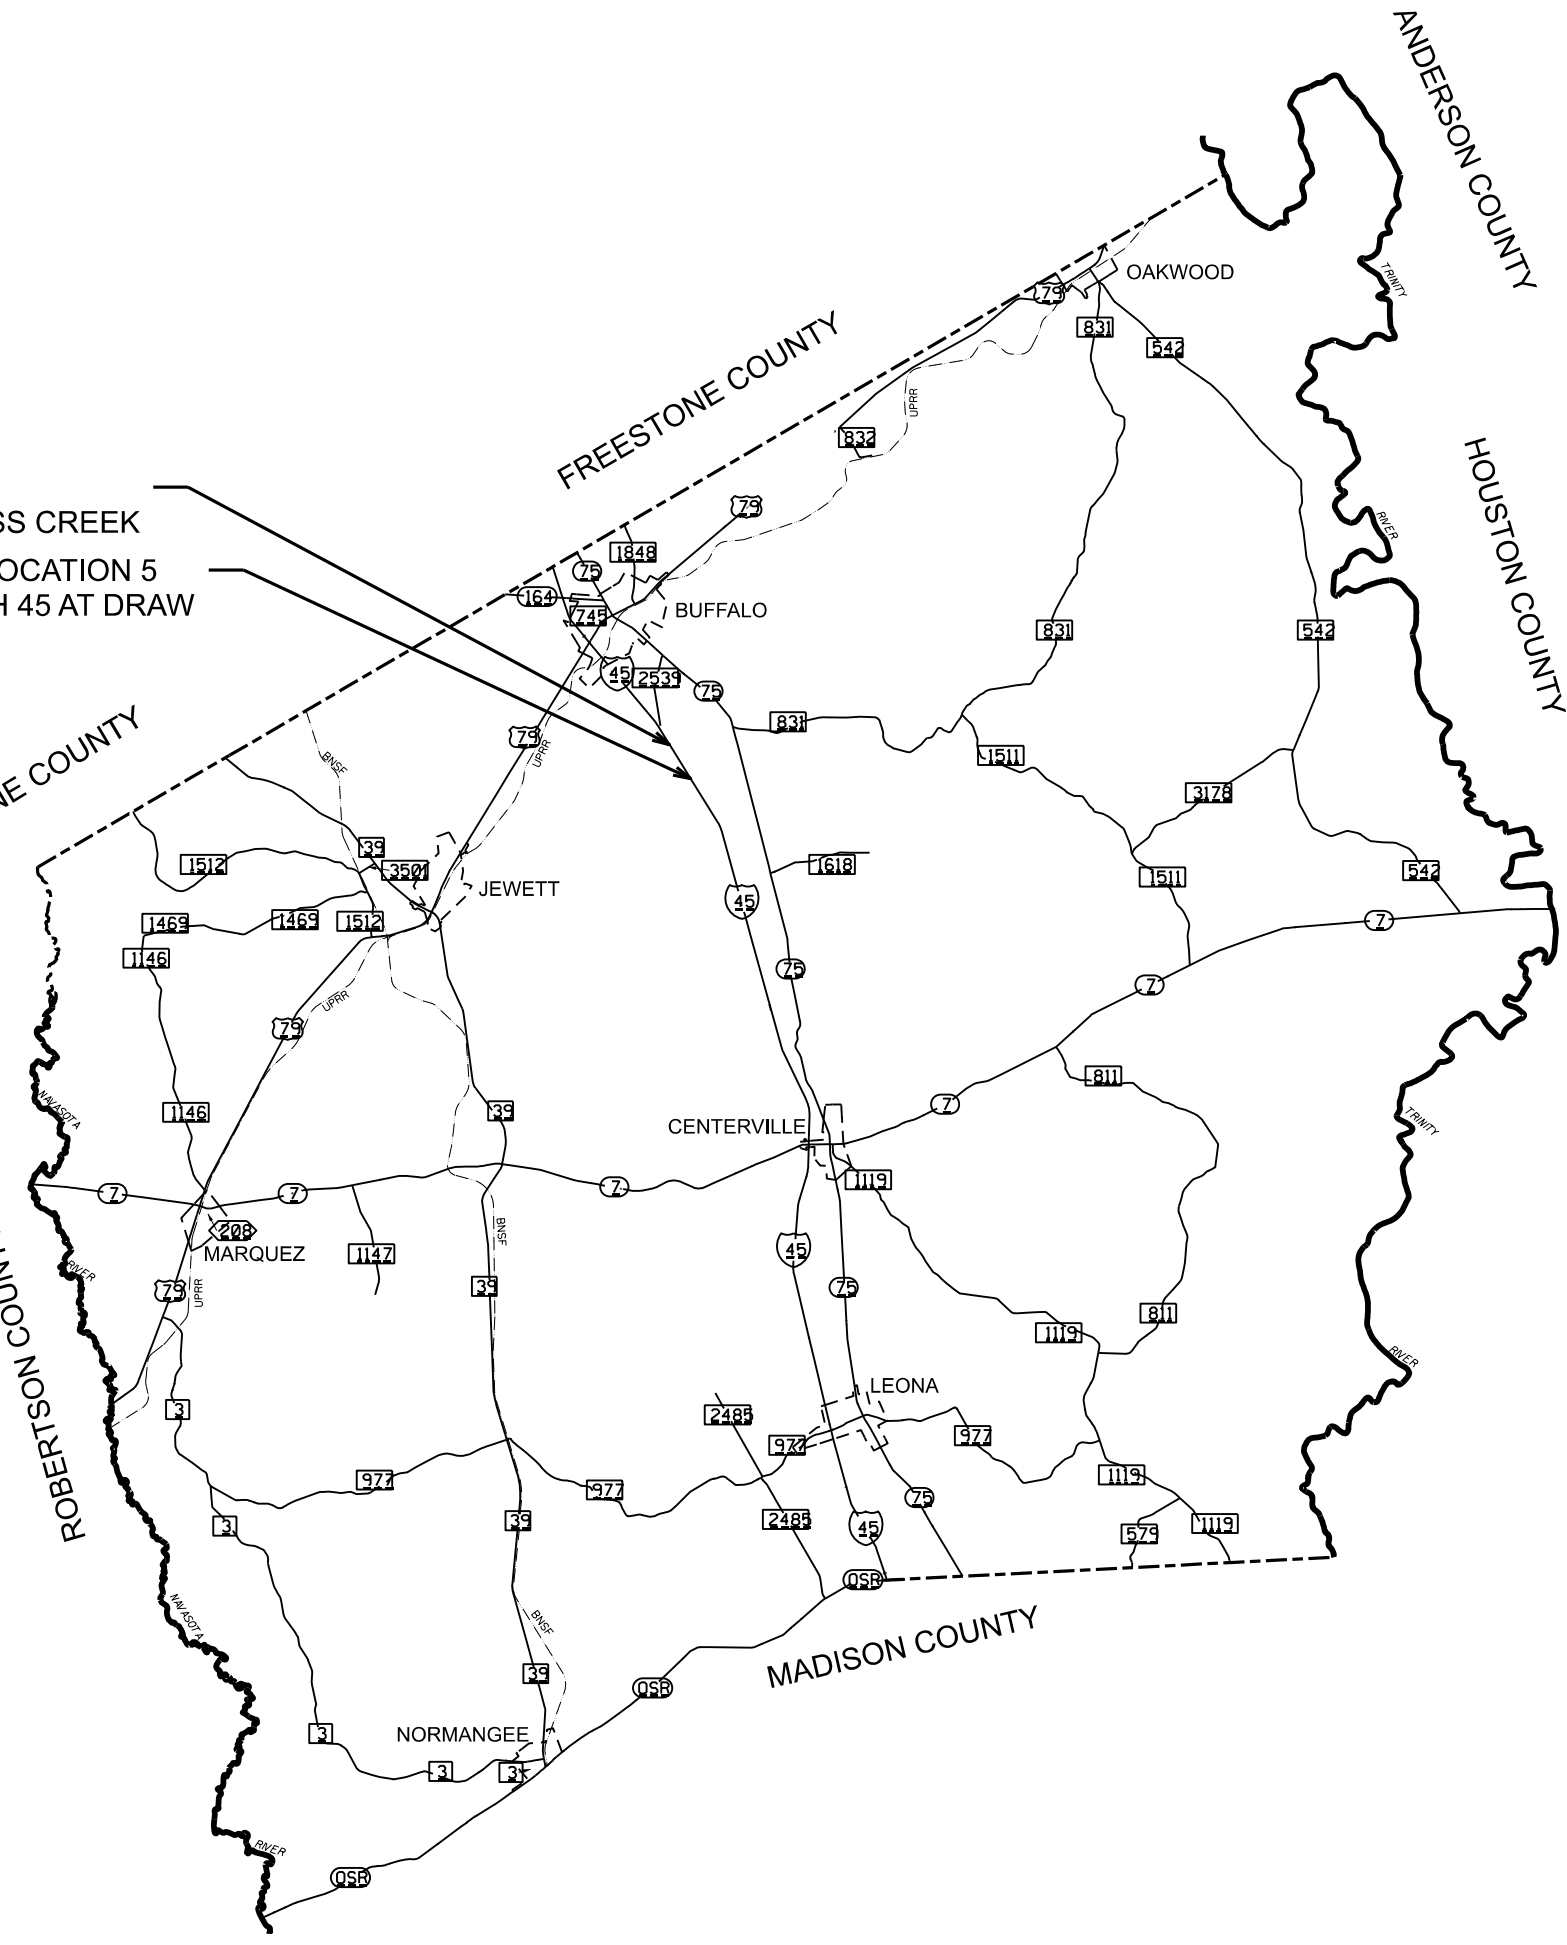 ANDERSON COUNTY
OAKWOOD
TRINITY
79
831
542
FREESTONE COUNTY
UPRR
832
HOUSTON COUNTY
SS CREEK
79
RIVER
OCATION 5
H 45 AT DRAW
1848
75
164
745
BUFFALO
831
542
45
2539
75
NE COUNTY
831
79
UPRR
BNSF
1511
3178
39
1512
3501
1618
JEWETT
1511
542
45
1469
1469
1512
7
1146
75
7
UPRR
79
811
NAVASOTA
1146
39
7
TRINITY
CENTERVILLE
1119
7
7
7
208
BNSF
MARQUEZ
1147
45
RIVER
79
UPRR
39
75
811
ROBERTSON COUNTY
1119
RIVER
LEONA
3
2485
977
977
977
977
1119
75
3
39
2485
45
1119
579
OSR
NAVASOTA
BNSF
MADISON COUNTY
39
OSR
3
NORMANGEE
3
3
RIVER
OSR